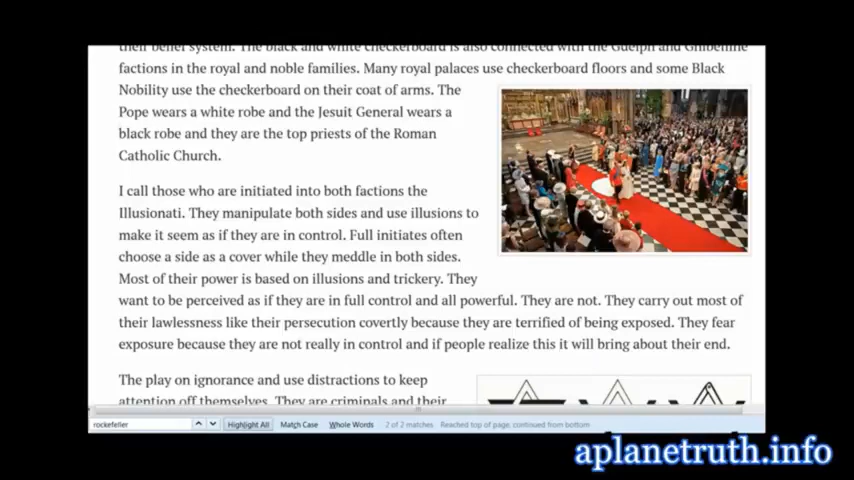 their belief system. The black and white checkerboard is also connected with the Guelph and Ghibelline
factions in the royal and noble families. Many royal palaces use checkerboard floors and some Black
Nobility use the checkerboard on their coat of arms. The
Pope wears a white robe and the Jesuit General wears a
black robe and they are the top priests of the Roman
Catholic Church.
I call those who are initiated into both factions the
Illusionati. They manipulate both sides and use illusions to
make it seem as if they are in control. Full initiates often
choose a side as a cover while they meddle in both sides.
Most of their power is based on illusions and trickery. They
want to be perceived as if they are in full control and all powerful. They are not. They carry out most of
their lawlessness like their persecution covertly because they are terrified of being exposed. They fear
exposure because they are not really in control and if people realize this it will bring about their end.
The play on ignorance and use distractions to keep
attention off themselves. They are criminals and their
rockefeller Highlight All Match Case Whole Words 2 of 2 matches Reached top of page, continued from bottom
aplanetruth.info